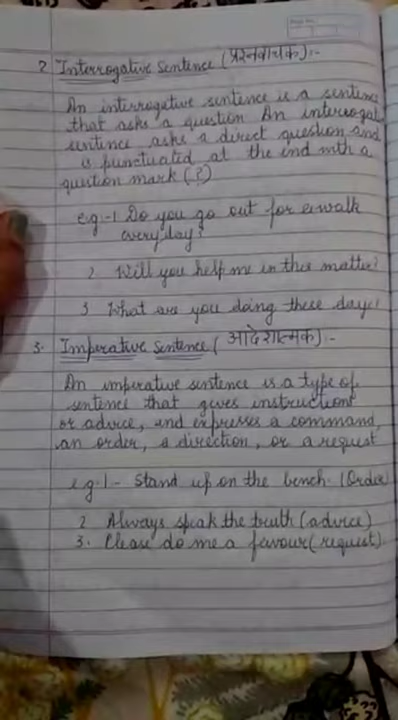 2 Interrogative Sentence (प्रश्नवाचक):-
An interrogative sentence is a sentence
that asks a question An interrogat
sentence asks a direct question and
is punctuated at the end with a
question mark (?)
e.g:-1 Do you go out for a walk
everyday?
2. Will you help me in this matter?
3 What are you doing these days?
3. Imperative Sentence (आदेशात्मक):-
An imperative sentence is a type of
sentence that gives instruction
or advice, and expresses a command,
an order, a direction, or a request
e.g. 1- Stand up on the bench. (Order
2 Always speak the truth (advice)
3. Please do me a favour (request)